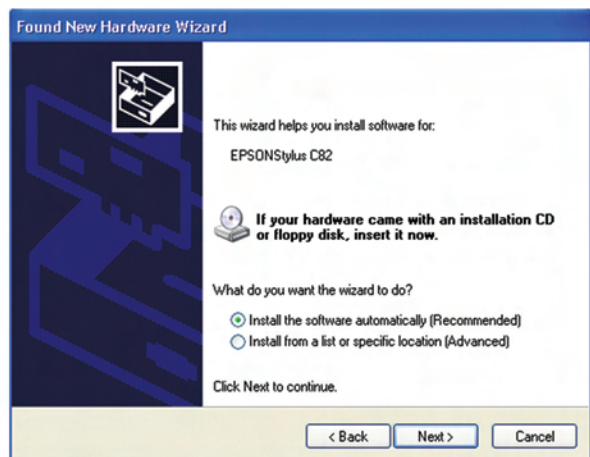 Found New Hardware Wizard
This wizard helps you install software for:
EPSONStylus C82
If your hardware came with an installation CD
or floppy disk, insert it now.
What do you want the wizard to do?
Install the software automatically (Recommended)
Install from a list or specific location (Advanced)
Click Next to continue.
< Back Next > Cancel